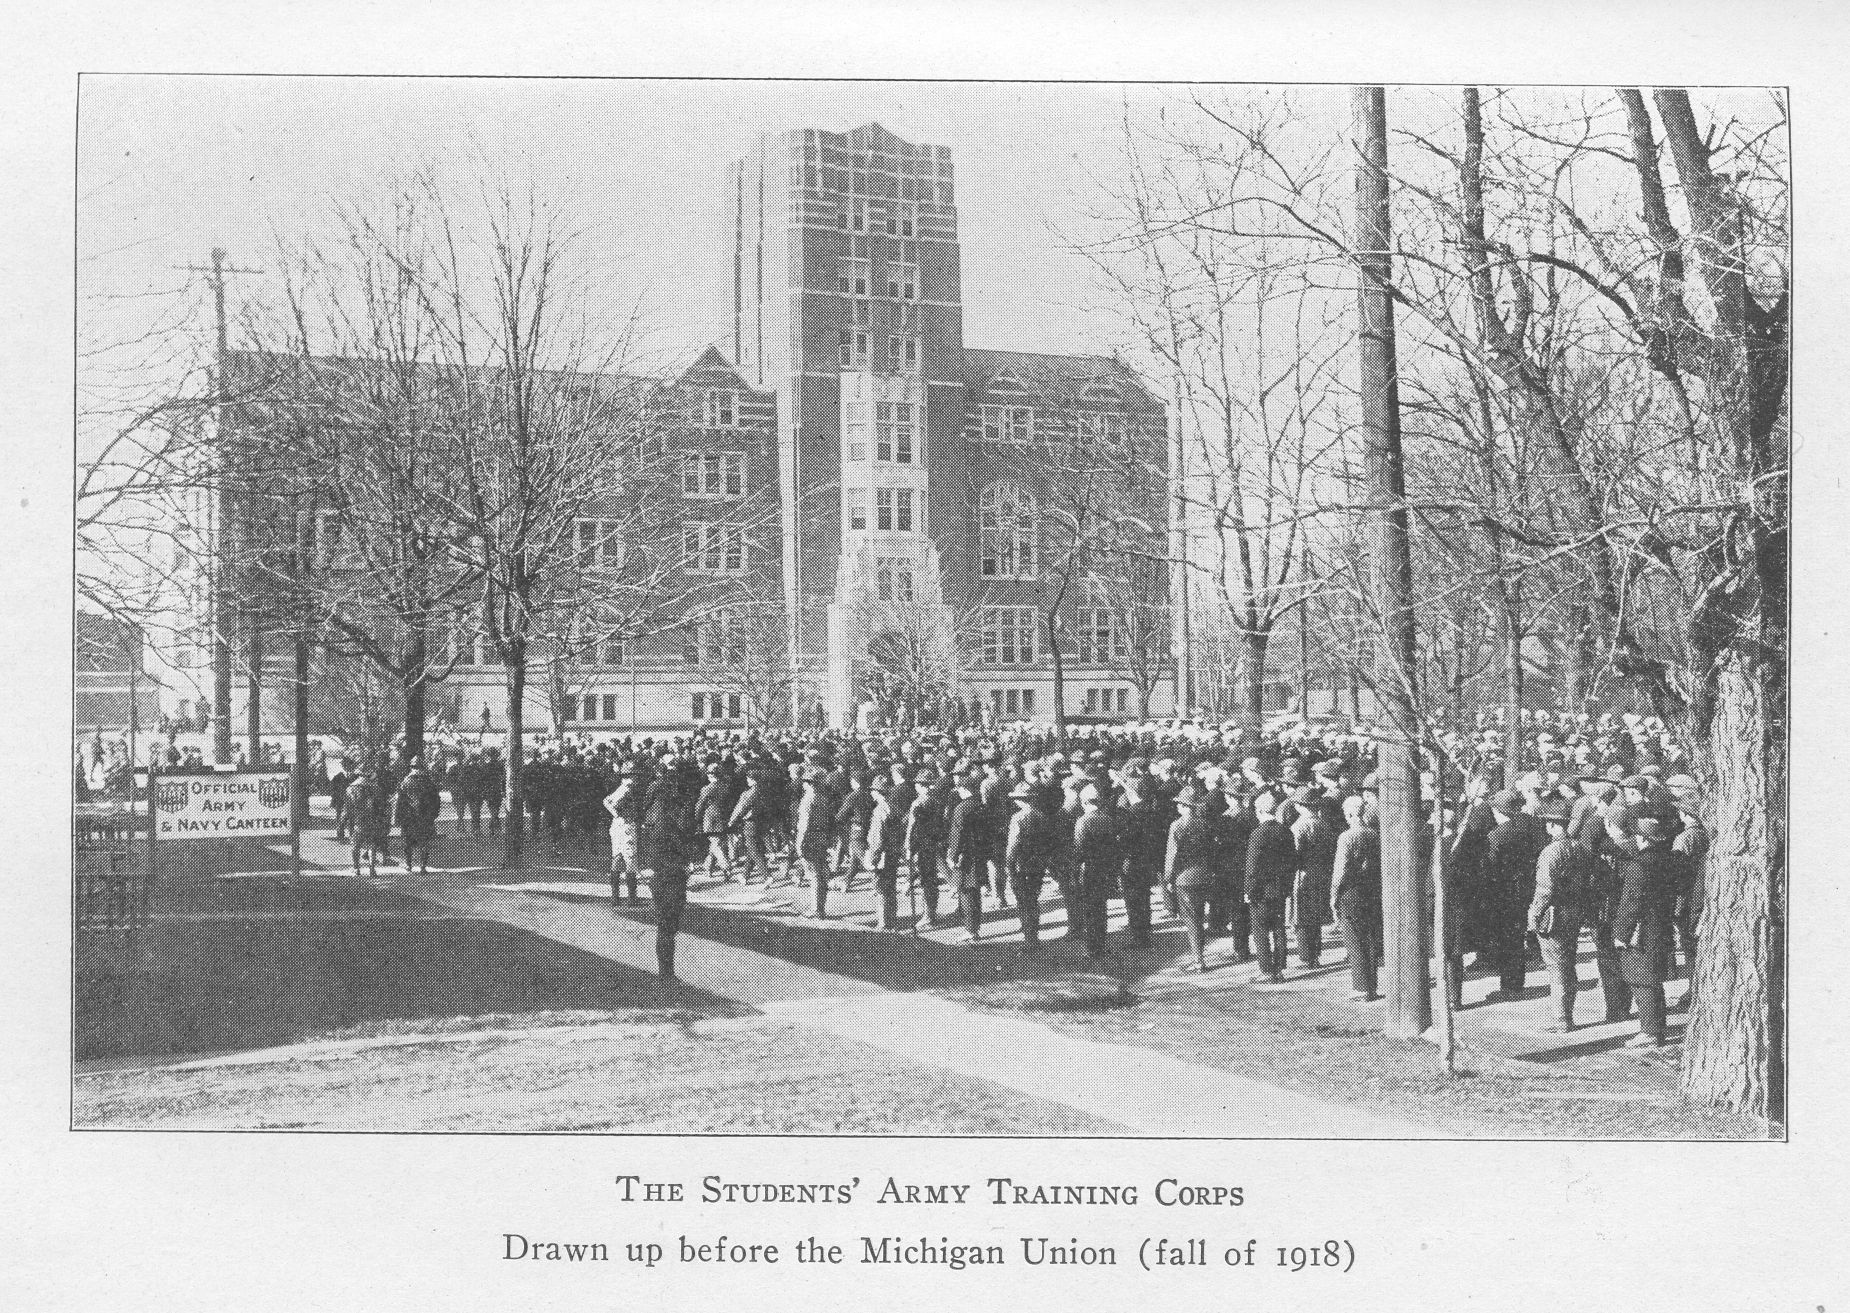 OFFICIAL
ARMY
& NAVY CANTEEN
THE STUDENTS' ARMY TRAINING CORPS
Drawn up before the Michigan Union (fall of 1918)